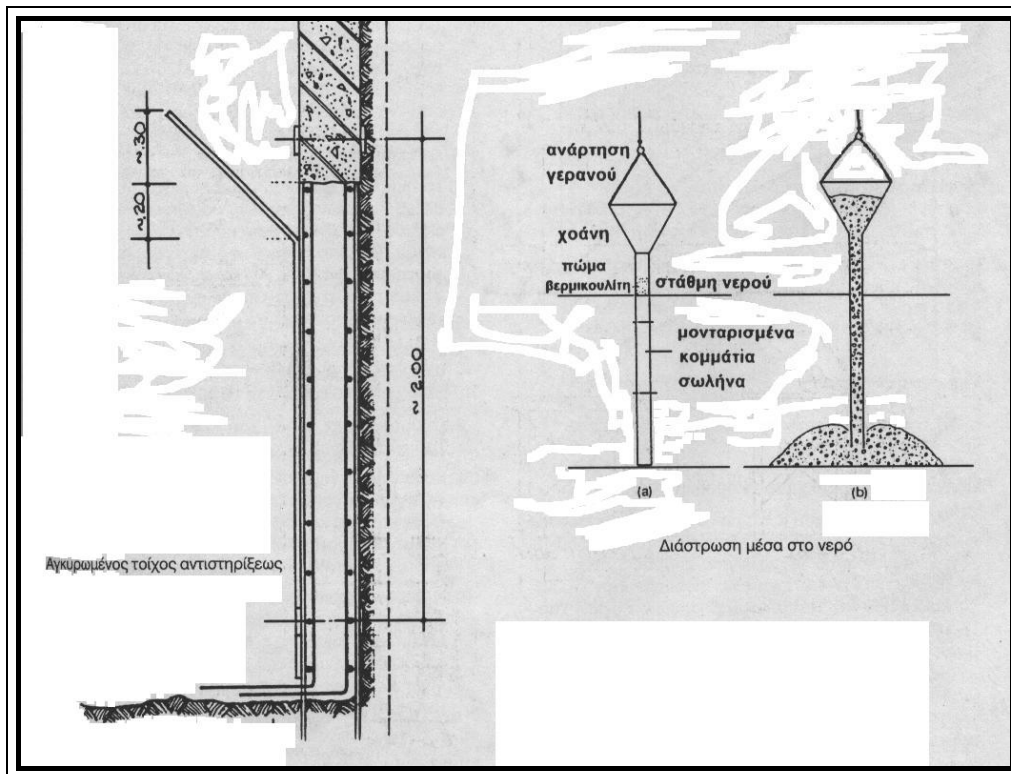 ~.30
~.20
~ 2.00
Αγκυρωμένος τοίχος αντιστηρίξεως
ανάρτηση
γερανού
χοάνη
πώμα
βερμικουλίτη
στάθμη νερού
μονταρισμένα
κομμάτια
σωλήνα
(a)
(b)
Διάστρωση μέσα στο νερό